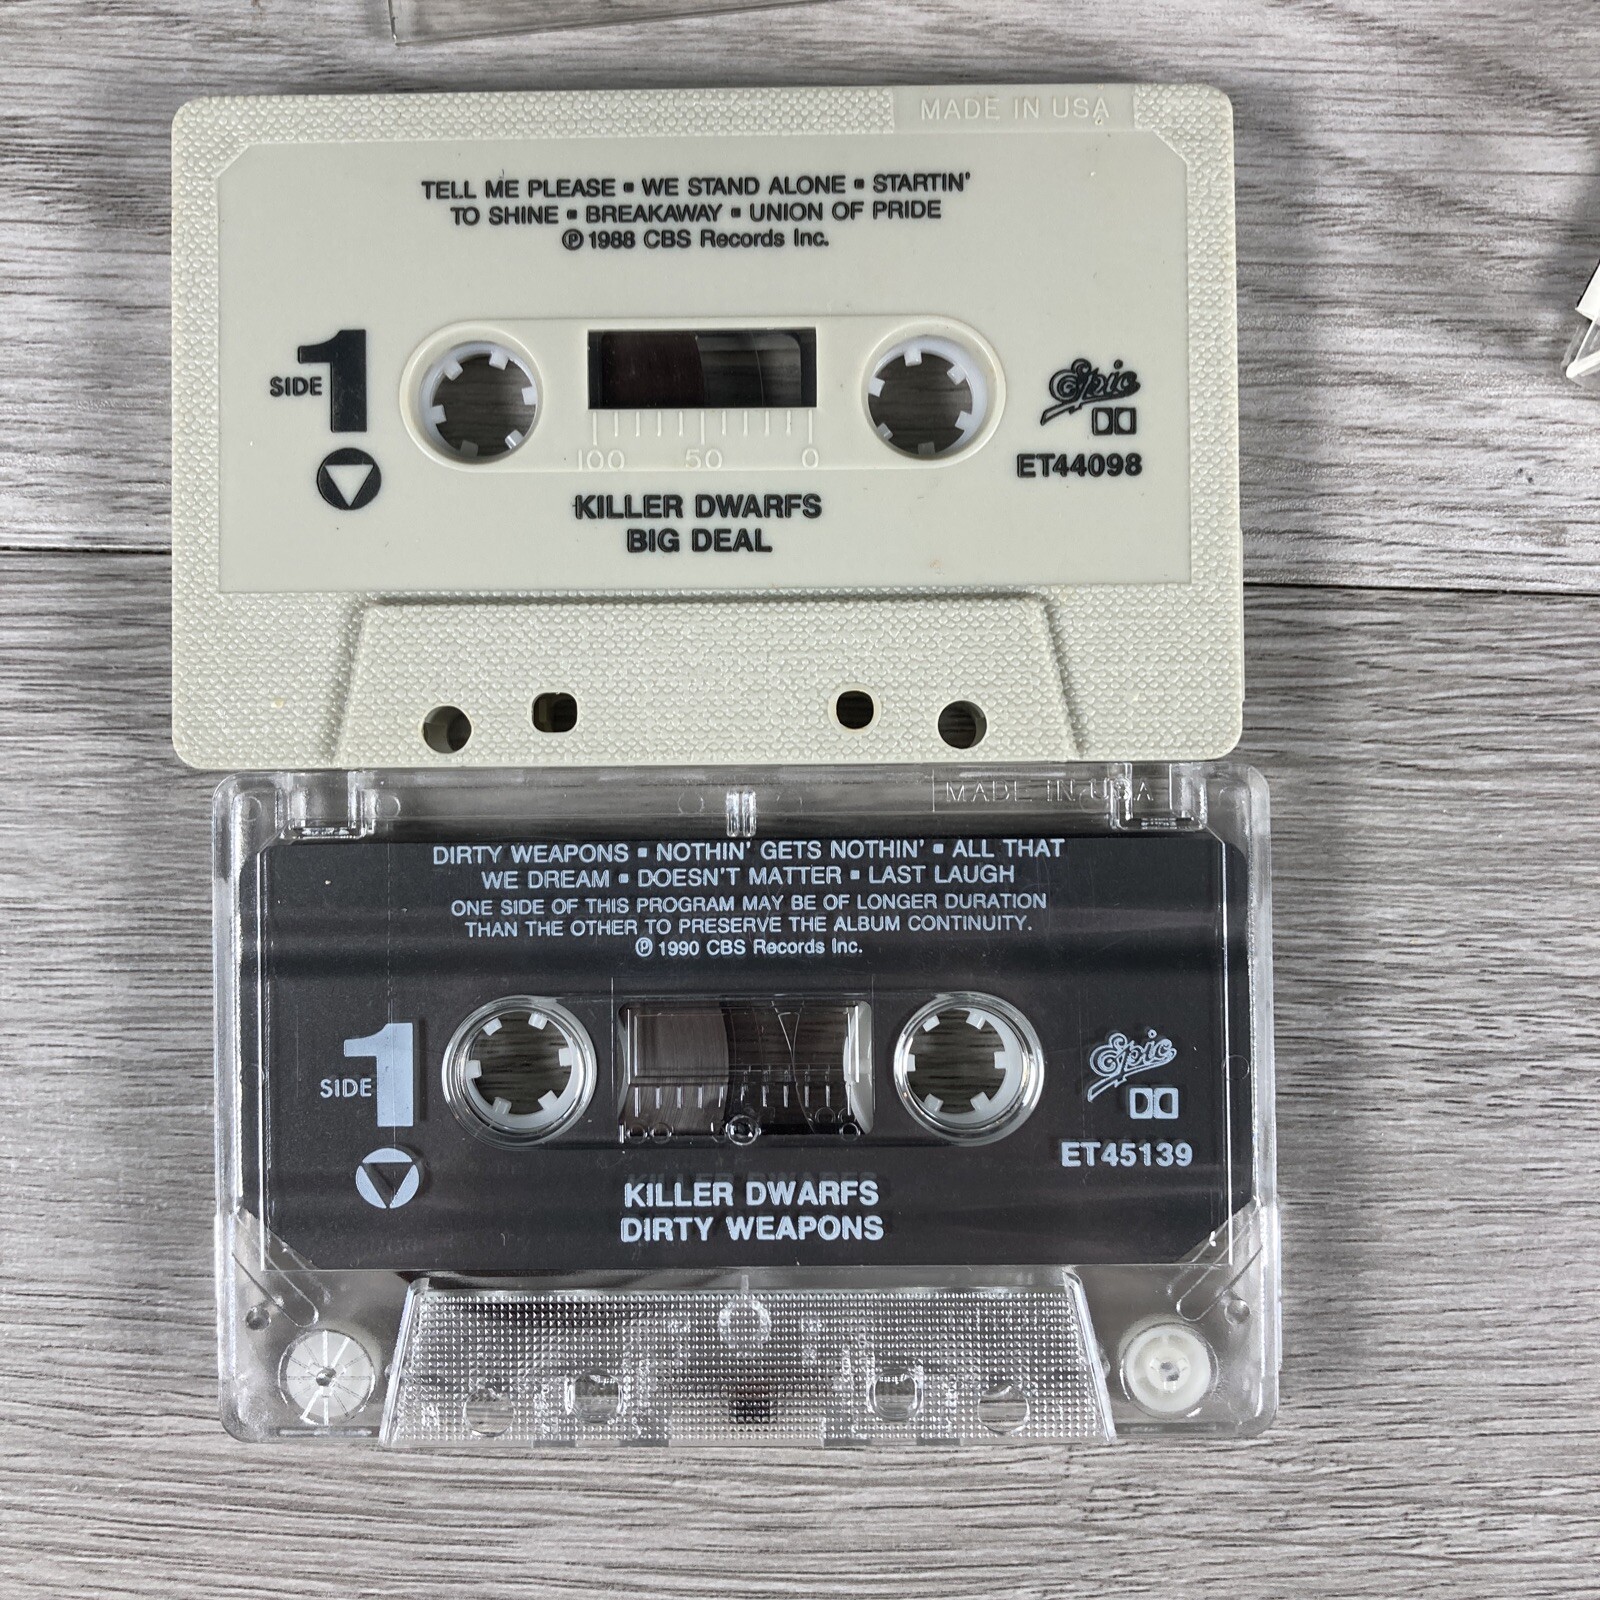 MADE IN USA
TELL ME PLEASE ▪ WE STAND ALONE ▪ STARTIN'
TO SHINE ▪ BREAKAWAY ▪ UNION OF PRIDE
℗ 1988 CBS Records Inc.
SIDE 1
Epic
100 50 0
ET44098
KILLER DWARFS
BIG DEAL
MADE IN USA
DIRTY WEAPONS ▪ NOTHIN' GETS NOTHIN' ▪ ALL THAT
WE DREAM ▪ DOESN'T MATTER ▪ LAST LAUGH
ONE SIDE OF THIS PROGRAM MAY BE OF LONGER DURATION
THAN THE OTHER TO PRESERVE THE ALBUM CONTINUITY.
℗ 1990 CBS Records Inc.
SIDE 1
Epic
ET45139
KILLER DWARFS
DIRTY WEAPONS